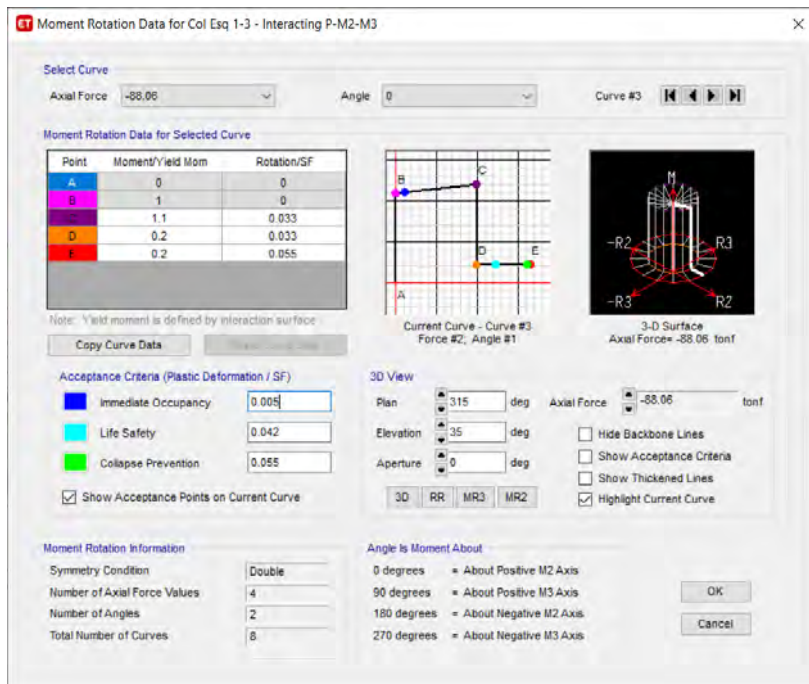 ET Moment Rotation Data for Col Esq 1-3 - Interacting P-M2-M3
Select Curve
Axial Force -88.06 Angle 0 Curve #3
Moment Rotation Data for Selected Curve
Point Moment/Yield Mom Rotation/SF
A 0 0
B 1 0
C 1.1 0.033
D 0.2 0.033
E 0.2 0.055
Note: Yield moment is defined by interaction surface
Copy Curve Data
B C D E A
Current Curve - Curve #3
Force #2; Angle #1
M
-R2 R3
-R3 R2
3-D Surface
Axial Force= -88.06 tonf
Acceptance Criteria (Plastic Deformation / SF)
Immediate Occupancy 0.005
Life Safety 0.042
Collapse Prevention 0.055
Show Acceptance Points on Current Curve
3D View
Plan 315 deg Axial Force -88.06 tonf
Elevation 35 deg
Aperture 0 deg
3D RR MR3 MR2
Hide Backbone Lines
Show Acceptance Criteria
Show Thickened Lines
Highlight Current Curve
Moment Rotation Information
Symmetry Condition Double
Number of Axial Force Values 4
Number of Angles 2
Total Number of Curves 8
Angle Is Moment About
0 degrees = About Positive M2 Axis
90 degrees = About Positive M3 Axis
180 degrees = About Negative M2 Axis
270 degrees = About Negative M3 Axis
OK
Cancel